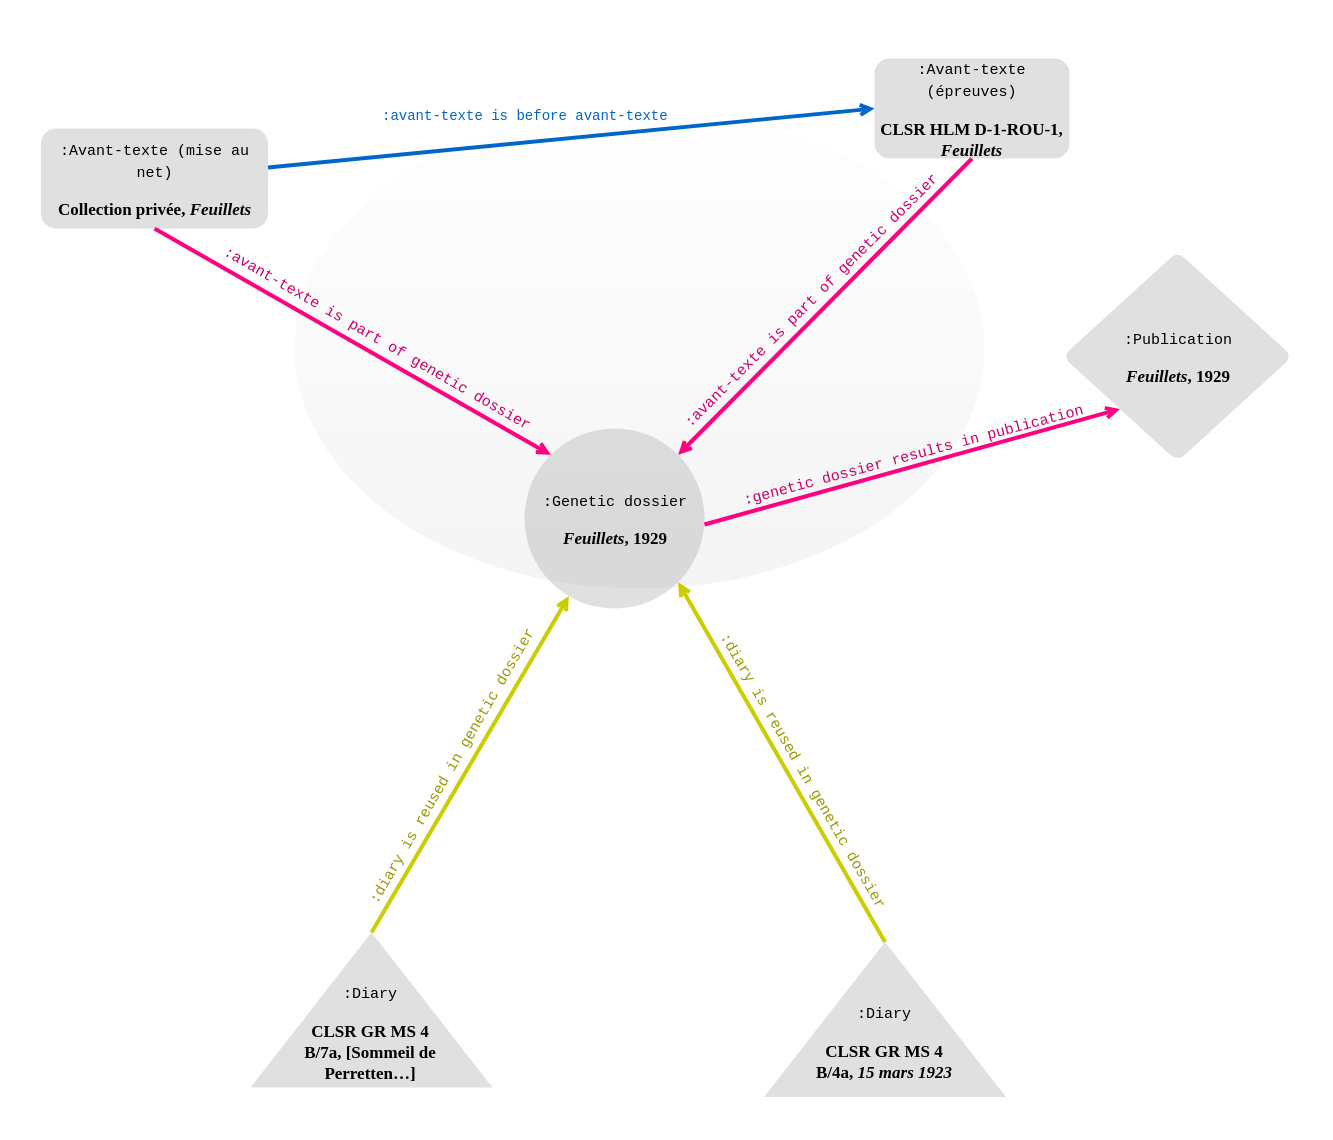 :avant-texte is before avant-texte
:Avant-texte
(épreuves)
CLSR HLM D-1-ROU-1,
Feuillets
:Avant-texte (mise au
net)
Collection privée, Feuillets
:avant-texte is part of genetic dossier
:avant-texte is part of genetic dossier
:Publication
Feuillets, 1929
:genetic dossier results in publication
:Genetic dossier
Feuillets, 1929
:diary is reused in genetic dossier
:diary is reused in genetic dossier
:Diary
CLSR GR MS 4
B/7a, [Sommeil de
Perretten…]
:Diary
CLSR GR MS 4
B/4a, 15 mars 1923